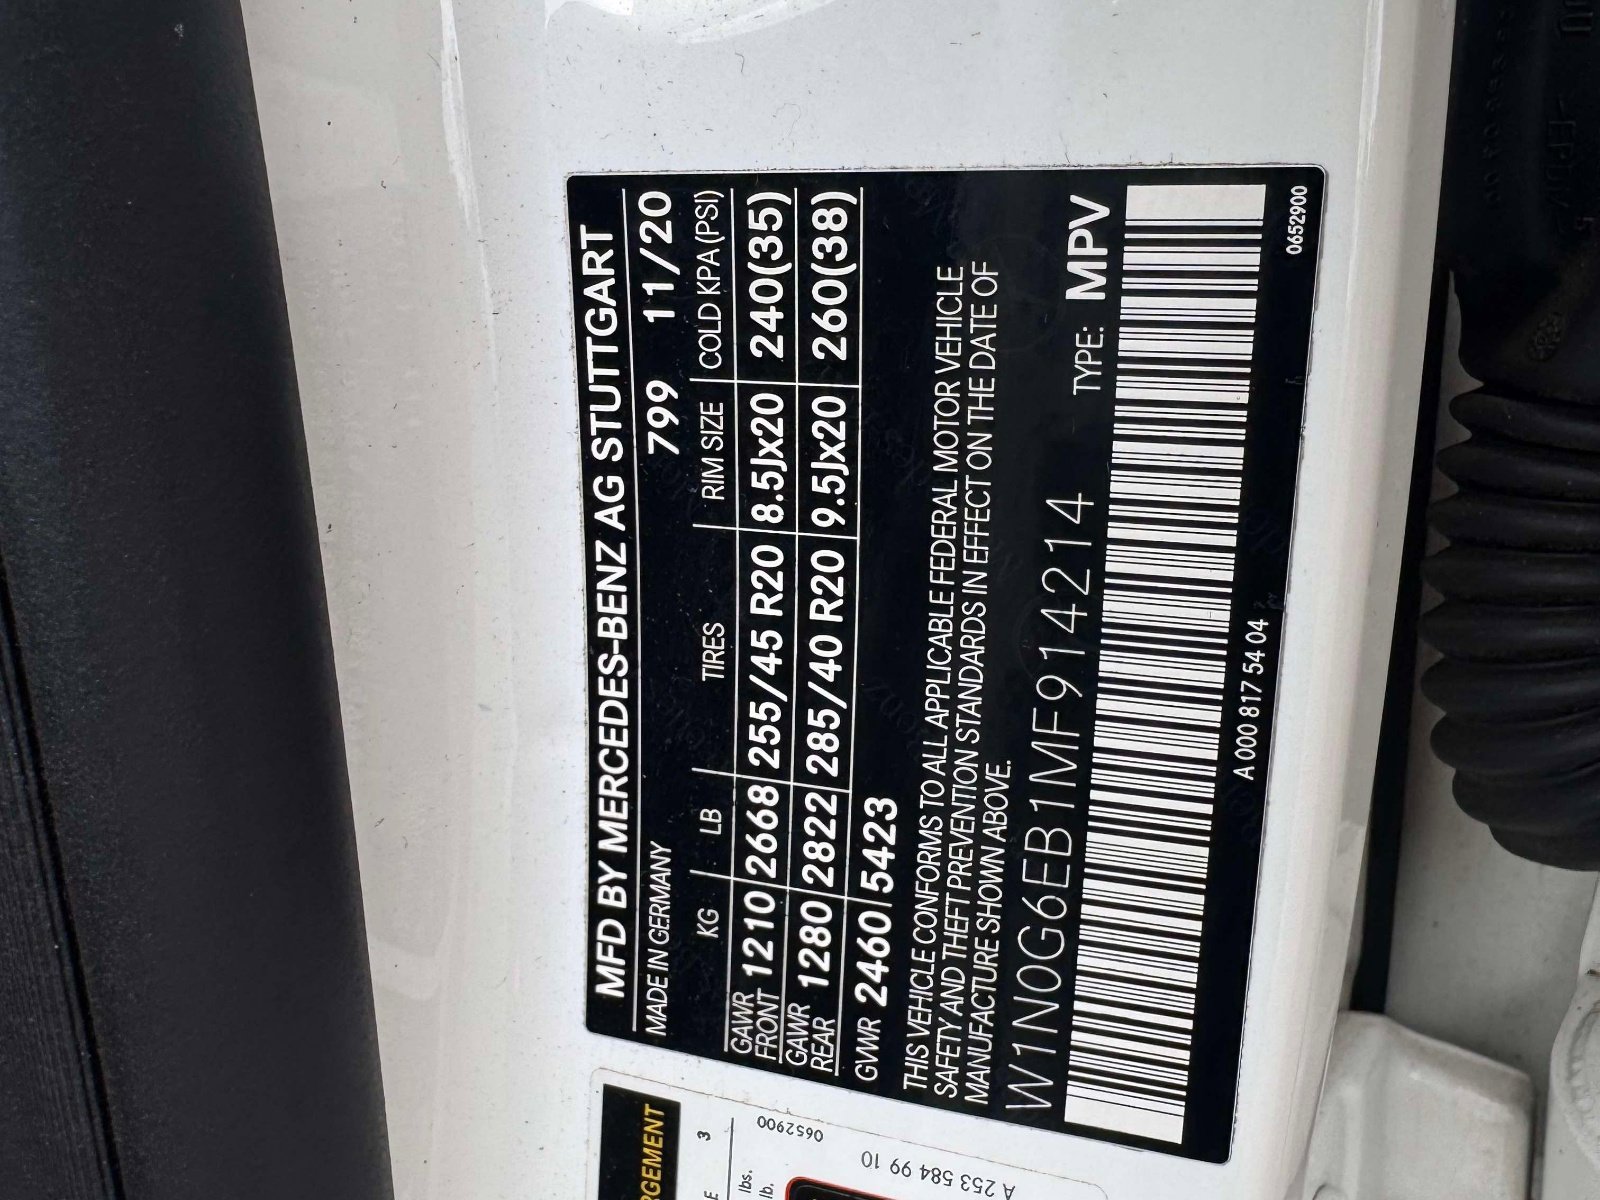 MFD BY MERCEDES-BENZ AG STUTTGART
MADE IN GERMANY 799 11/20
KG LB TIRES RIM SIZE COLD KPA (PSI)
GAWR FRONT 1210 2668 255/45 R20 8.5Jx20 240(35)
GAWR REAR 1280 2822 285/40 R20 9.5Jx20 260(38)
GVWR 2460 5423
THIS VEHICLE CONFORMS TO ALL APPLICABLE FEDERAL MOTOR VEHICLE
SAFETY AND THEFT PREVENTION STANDARDS IN EFFECT ON THE DATE OF
MANUFACTURE SHOWN ABOVE.
W1N0G6EB1MF914214 TYPE: MPV
A 000 817 54 04 0652900
RGEMENT
3
lbs.
lb.
0652900
A 253 584 99 10